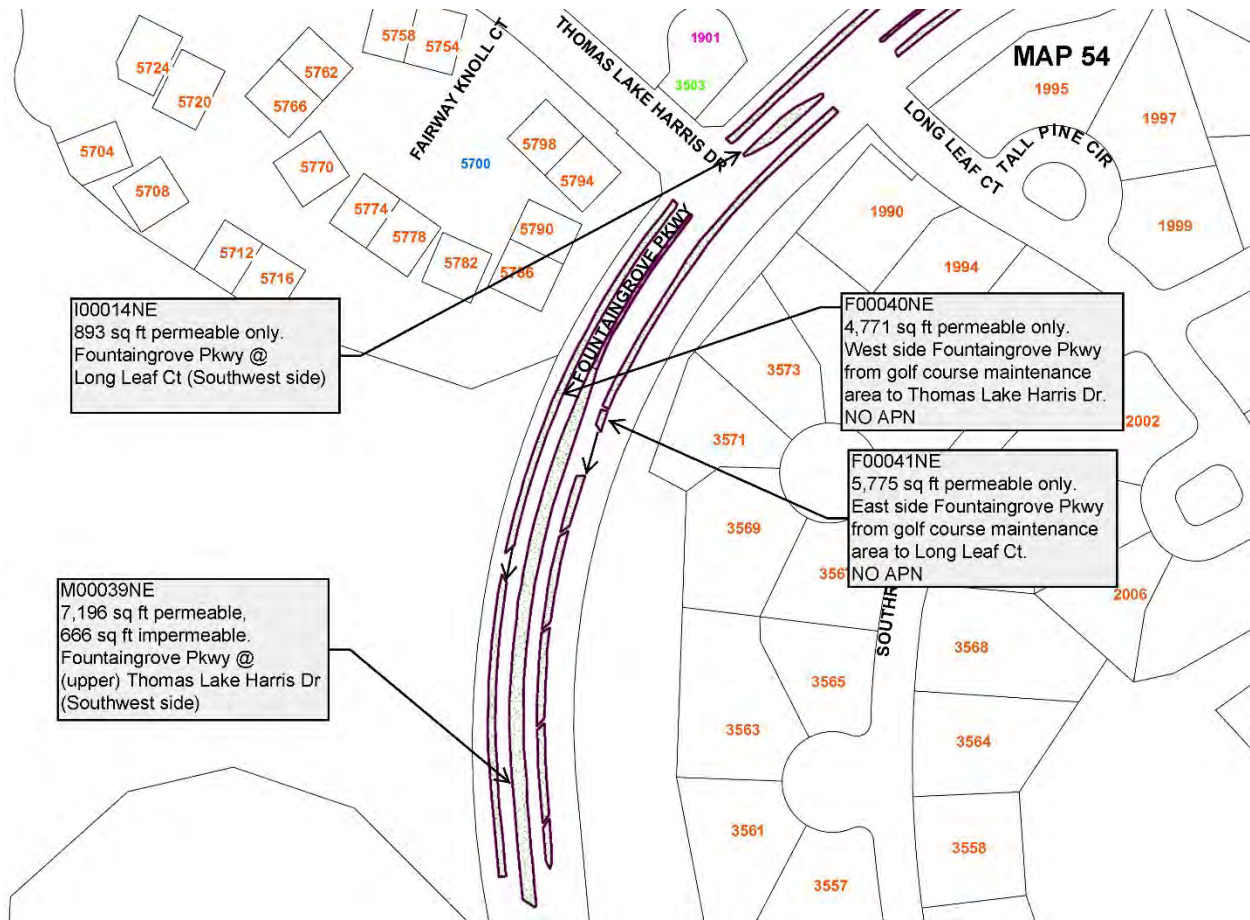 5758
5754
THOMAS LAKE HARRIS DR
1901
MAP 54
5724
5762
FAIRWAY KNOLL CT
3503
1995
5720
5766
LONG LEAF CT
TALL PINE CIR
1997
5704
5798
5770
5700
5794
5708
1990
5774
5790
1999
5778
5712
5782
5786
1994
5716
FOUNTAINGROVE PKWY
I00014NE
893 sq ft permeable only.
Fountaingrove Pkwy @
Long Leaf Ct (Southwest side)
F00040NE
4,771 sq ft permeable only.
West side Fountaingrove Pkwy
from golf course maintenance
area to Thomas Lake Harris Dr.
NO APN
3573
2002
3571
F00041NE
5,775 sq ft permeable only.
East side Fountaingrove Pkwy
from golf course maintenance
area to Long Leaf Ct.
NO APN
3569
2006
M00039NE
7,196 sq ft permeable,
666 sq ft impermeable.
Fountaingrove Pkwy @
(upper) Thomas Lake Harris Dr
(Southwest side)
3568
3565
3563
3564
3561
3558
3557